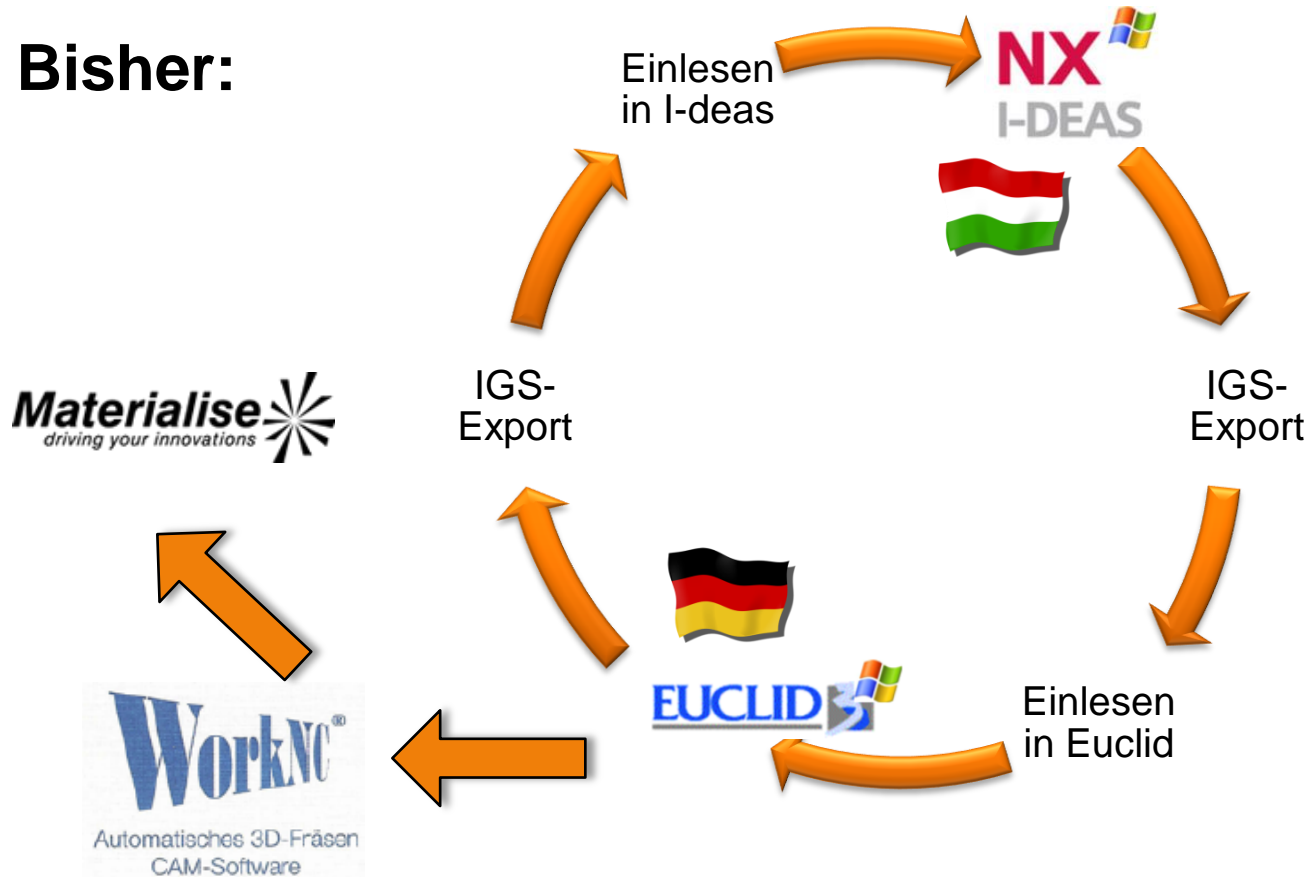 Bisher:
Einlesen
in I-deas
NX
I-DEAS
IGS-
Export
Einlesen
in Euclid
EUCLID 3
IGS-
Export
WorkNC®
Automatisches 3D-Fräsen
CAM-Software
Materialise
driving your innovations